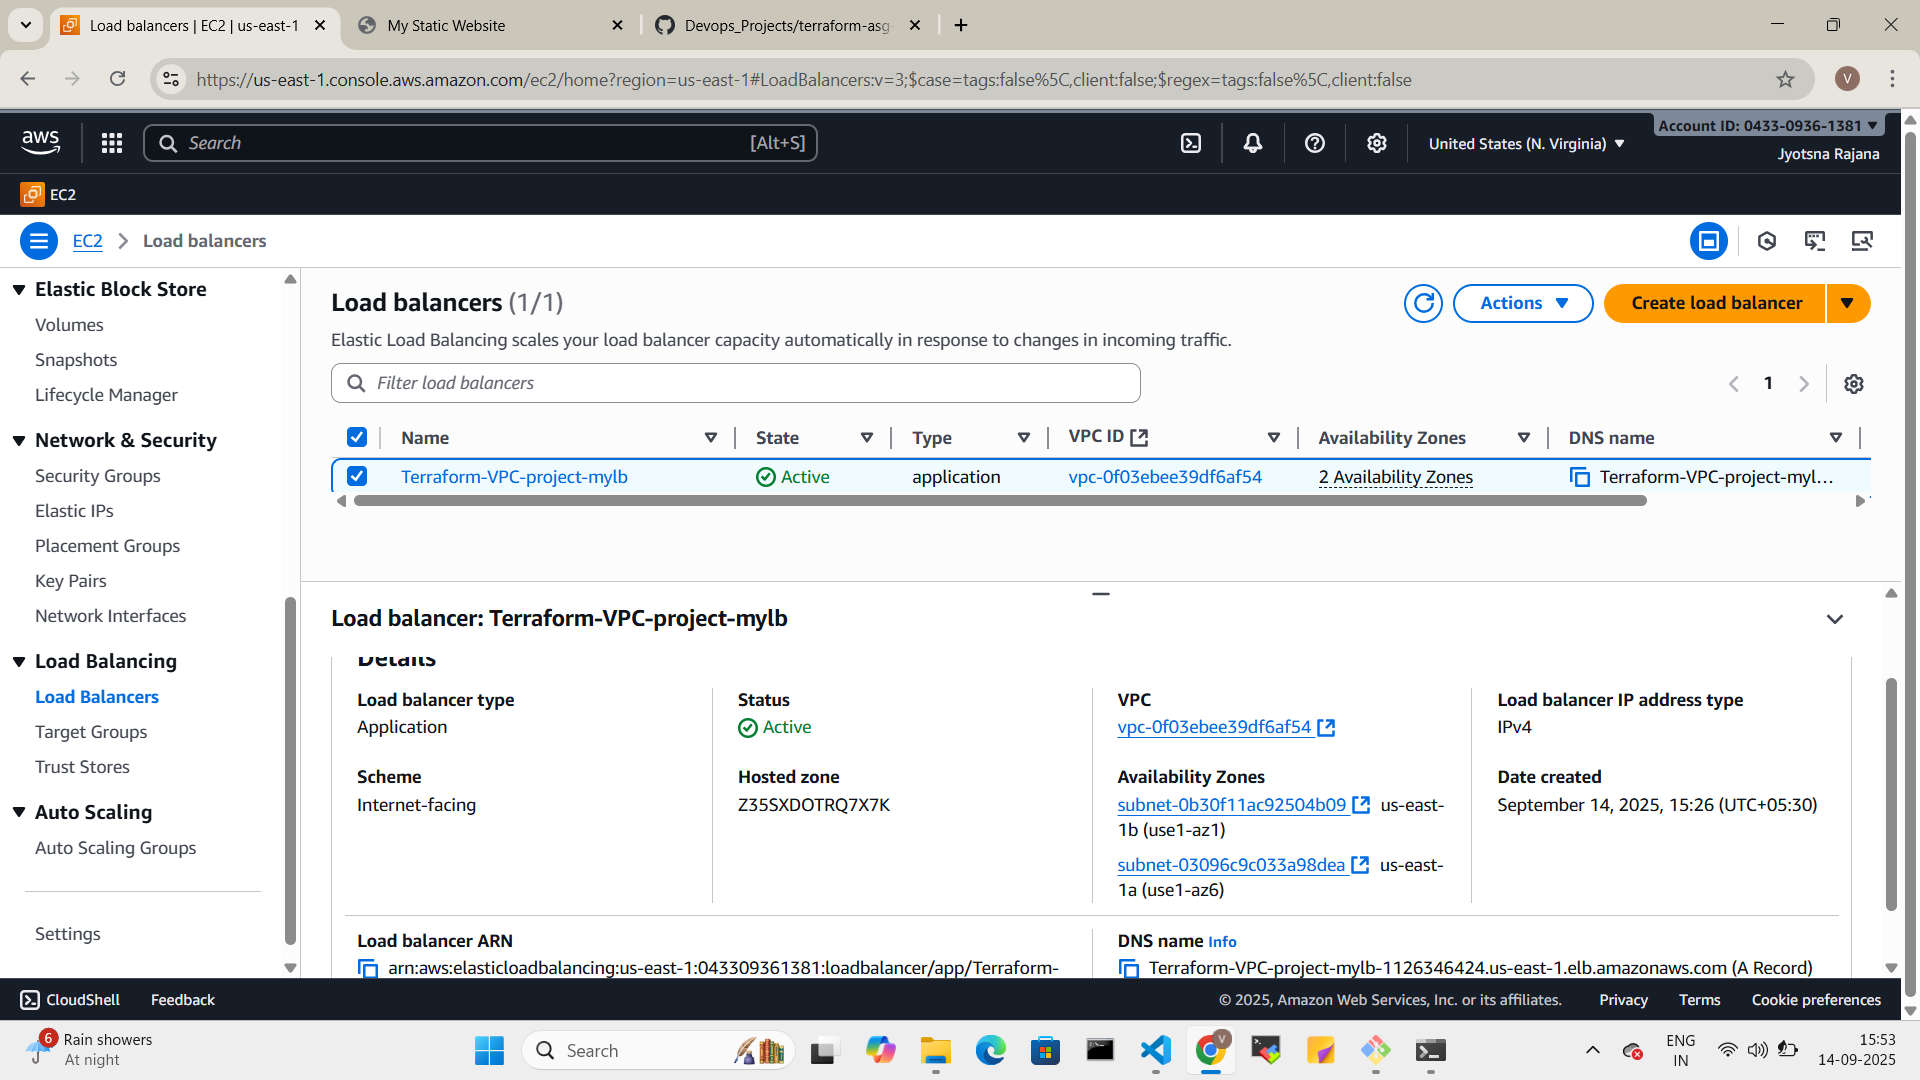 Load balancers | EC2 | us-east-1
My Static Website
Devops_Projects/terraform-asg
https://us-east-1.console.aws.amazon.com/ec2/home?region=us-east-1#LoadBalancers:v=3;$case=tags:false%5C,client:false;$regex=tags:false%5C,client:false
V
aws
Search
[Alt+S]
United States (N. Virginia)
Account ID: 0433-0936-1381
Jyotsna Rajana
EC2
EC2
Load balancers
Elastic Block Store
Volumes
Snapshots
Lifecycle Manager
Network & Security
Security Groups
Elastic IPs
Placement Groups
Key Pairs
Network Interfaces
Load Balancing
Load Balancers
Target Groups
Trust Stores
Auto Scaling
Auto Scaling Groups
Settings
Load balancers (1/1)
Actions
Create load balancer
Elastic Load Balancing scales your load balancer capacity automatically in response to changes in incoming traffic.
Filter load balancers
1
Name
State
Type
VPC ID
Availability Zones
DNS name
Terraform-VPC-project-mylb
Active
application
vpc-0f03ebee39df6af54
2 Availability Zones
Terraform-VPC-project-myl...
Load balancer: Terraform-VPC-project-mylb
Details
Load balancer type
Application
Status
Active
VPC
vpc-0f03ebee39df6af54
Load balancer IP address type
IPv4
Scheme
Internet-facing
Hosted zone
Z35SXDOTRQ7X7K
Availability Zones
subnet-0b30f11ac92504b09 us-east-
1b (use1-az1)
subnet-03096c9c033a98dea us-east-
1a (use1-az6)
Date created
September 14, 2025, 15:26 (UTC+05:30)
Load balancer ARN
arn:aws:elasticloadbalancing:us-east-1:043309361381:loadbalancer/app/Terraform-
DNS name Info
Terraform-VPC-project-mylb-1126346424.us-east-1.elb.amazonaws.com (A Record)
CloudShell
Feedback
© 2025, Amazon Web Services, Inc. or its affiliates.
Privacy
Terms
Cookie preferences
6
Rain showers
At night
Search
V
ENG
IN
15:53
14-09-2025